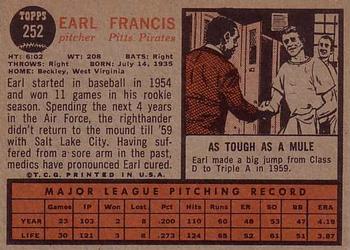 TOPPS
252
EARL FRANCIS
pitcher Pitts Pirates
HT: 6:02 WT: 208 BATS: Right
THROWS: Right BORN: July 14, 1935
HOME: Beckley, West Virginia
Earl started in baseball in 1954
and won 11 games in his rookie
season. Spending the next 4 years
in the Air Force, the righthander
didn't return to the mound till '59
with Salt Lake City. Having suf-
fered from a sore arm in the past,
the medics have pronounced Earl cured.
©T.C.G. PRINTED IN U.S.A.
AS TOUGH AS A MULE
Earl made a big jump from Class
D to Triple A in 1959.
MAJOR LEAGUE PITCHING RECORD
Games IP Won Lost Pct. Hits Runs ER SO BB ERA
YEAR 23 103 2 8 .200 110 60 48 53 47 4.19
LIFE 30 121 3 8 .273 124 65 52 61 51 3.87